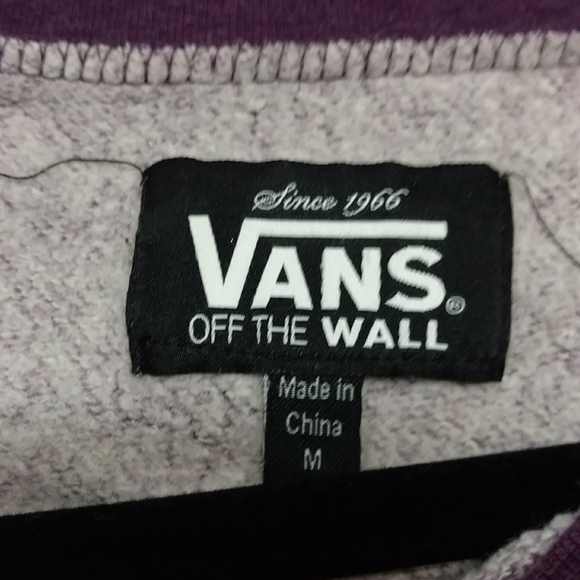 Since 1966
VANS®
OFF THE WALL
Made in
China
M